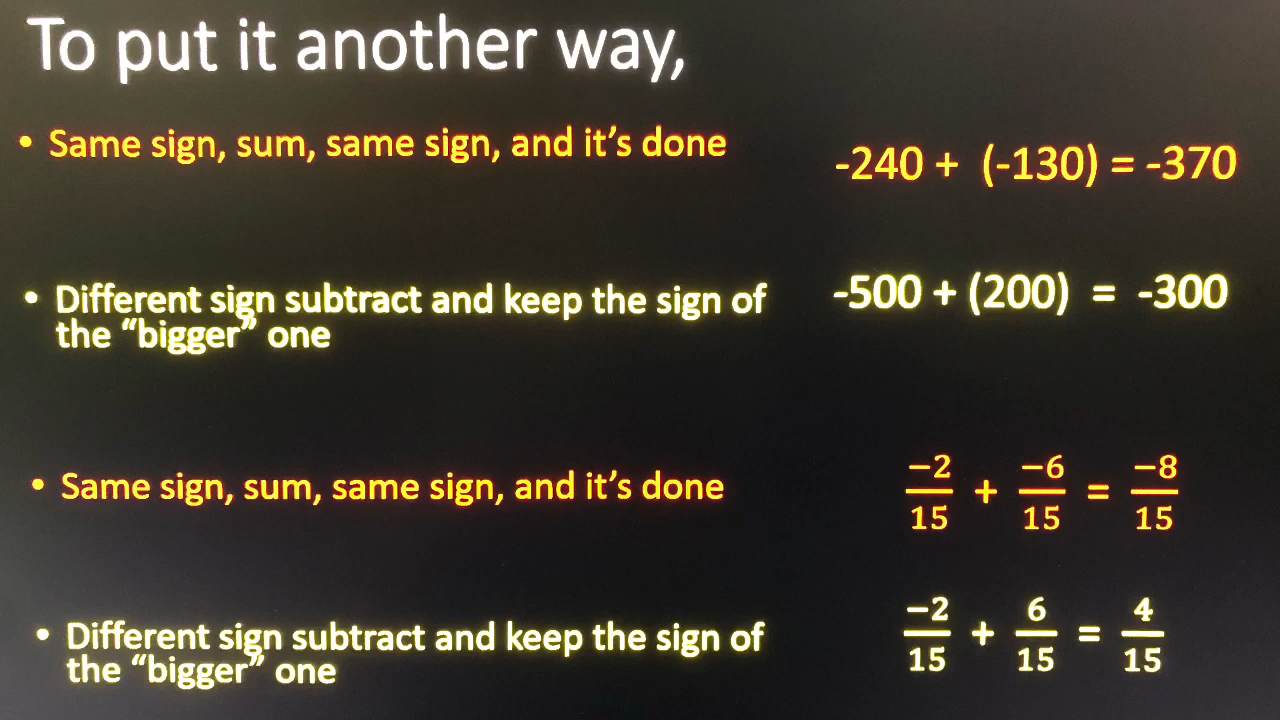 To put it another way,
• Same sign, sum, same sign, and it's done
-240 + (-130) = -370
• Different sign subtract and keep the sign of
the “bigger” one
-500 + (200) = -300
• Same sign, sum, same sign, and it's done
−2/15 + −6/15 = −8/15
• Different sign subtract and keep the sign of
the “bigger” one
−2/15 + 6/15 = 4/15